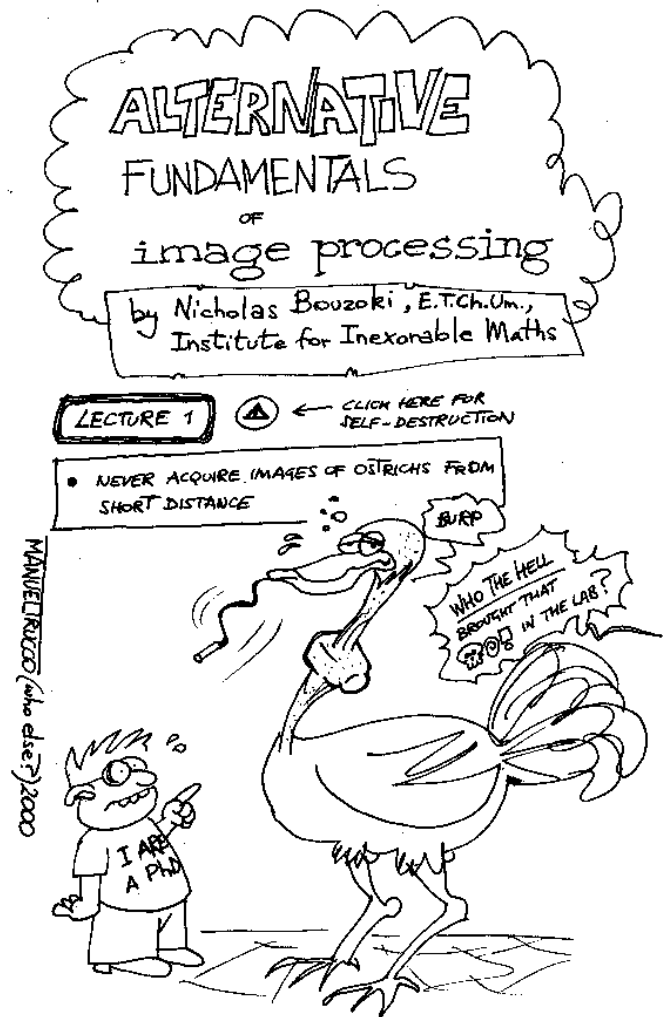 ALTERNATIVE
FUNDAMENTALS
OF
image processing
by Nicholas Bouzoki, E.T.Ch.Um.,
Institute for Inexorable Maths
LECTURE 1
CLICK HERE FOR
SELF-DESTRUCTION
• NEVER ACQUIRE IMAGES OF OSTRICHS FROM
SHORT DISTANCE
BURP
WHO THE HELL
BROUGHT THAT
IN THE LAB?
MANUEL TRUCCO (who else?) 2000
I ARE
A PhD